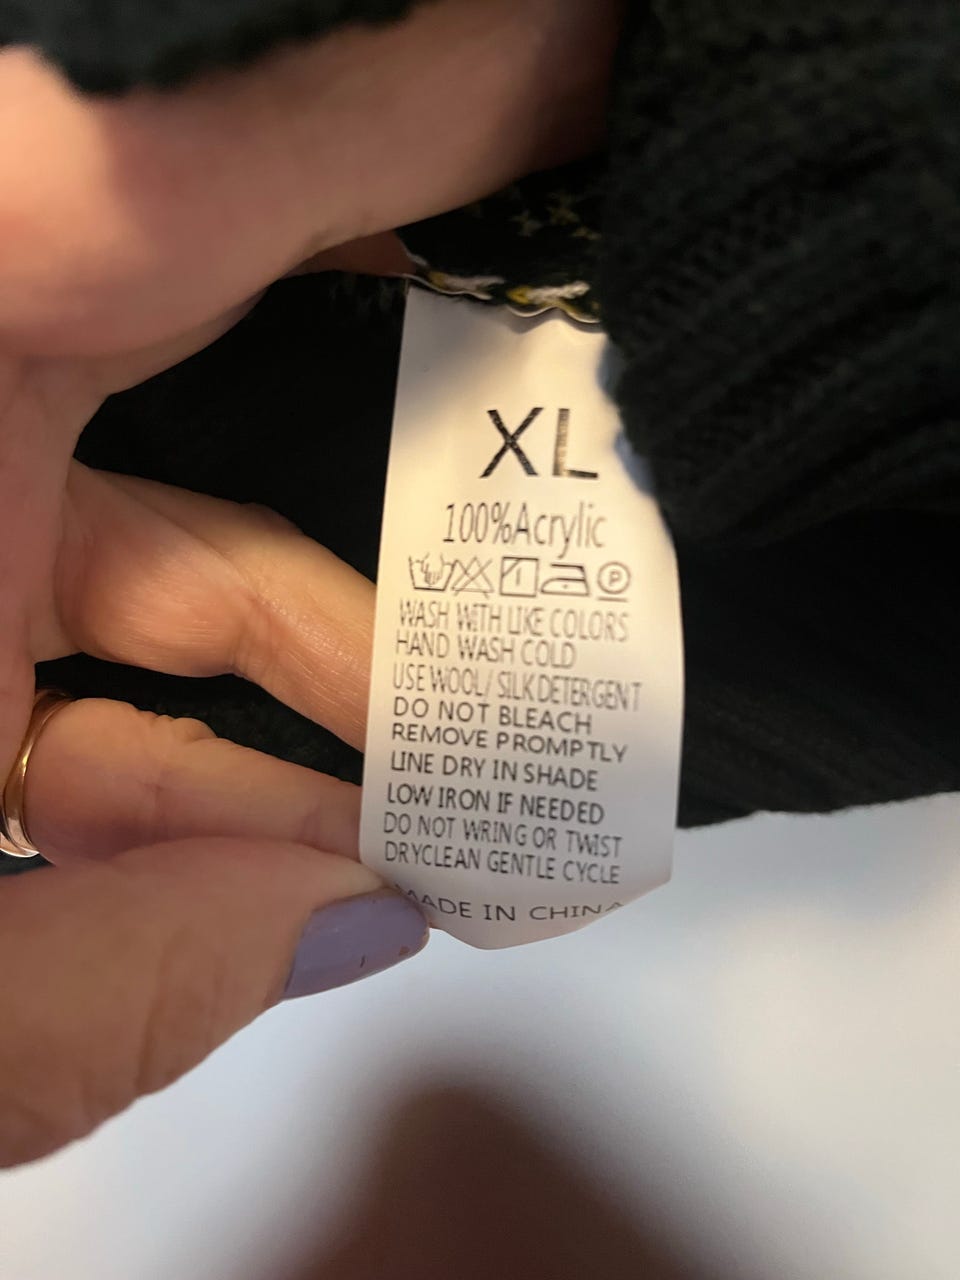 XL
100%Acrylic
P
WASH WITH LIKE COLORS
HAND WASH COLD
USE WOOL/ SILK DETERGENT
DO NOT BLEACH
REMOVE PROMPTLY
LINE DRY IN SHADE
LOW IRON IF NEEDED
DO NOT WRING OR TWIST
DRYCLEAN GENTLE CYCLE
MADE IN CHINA